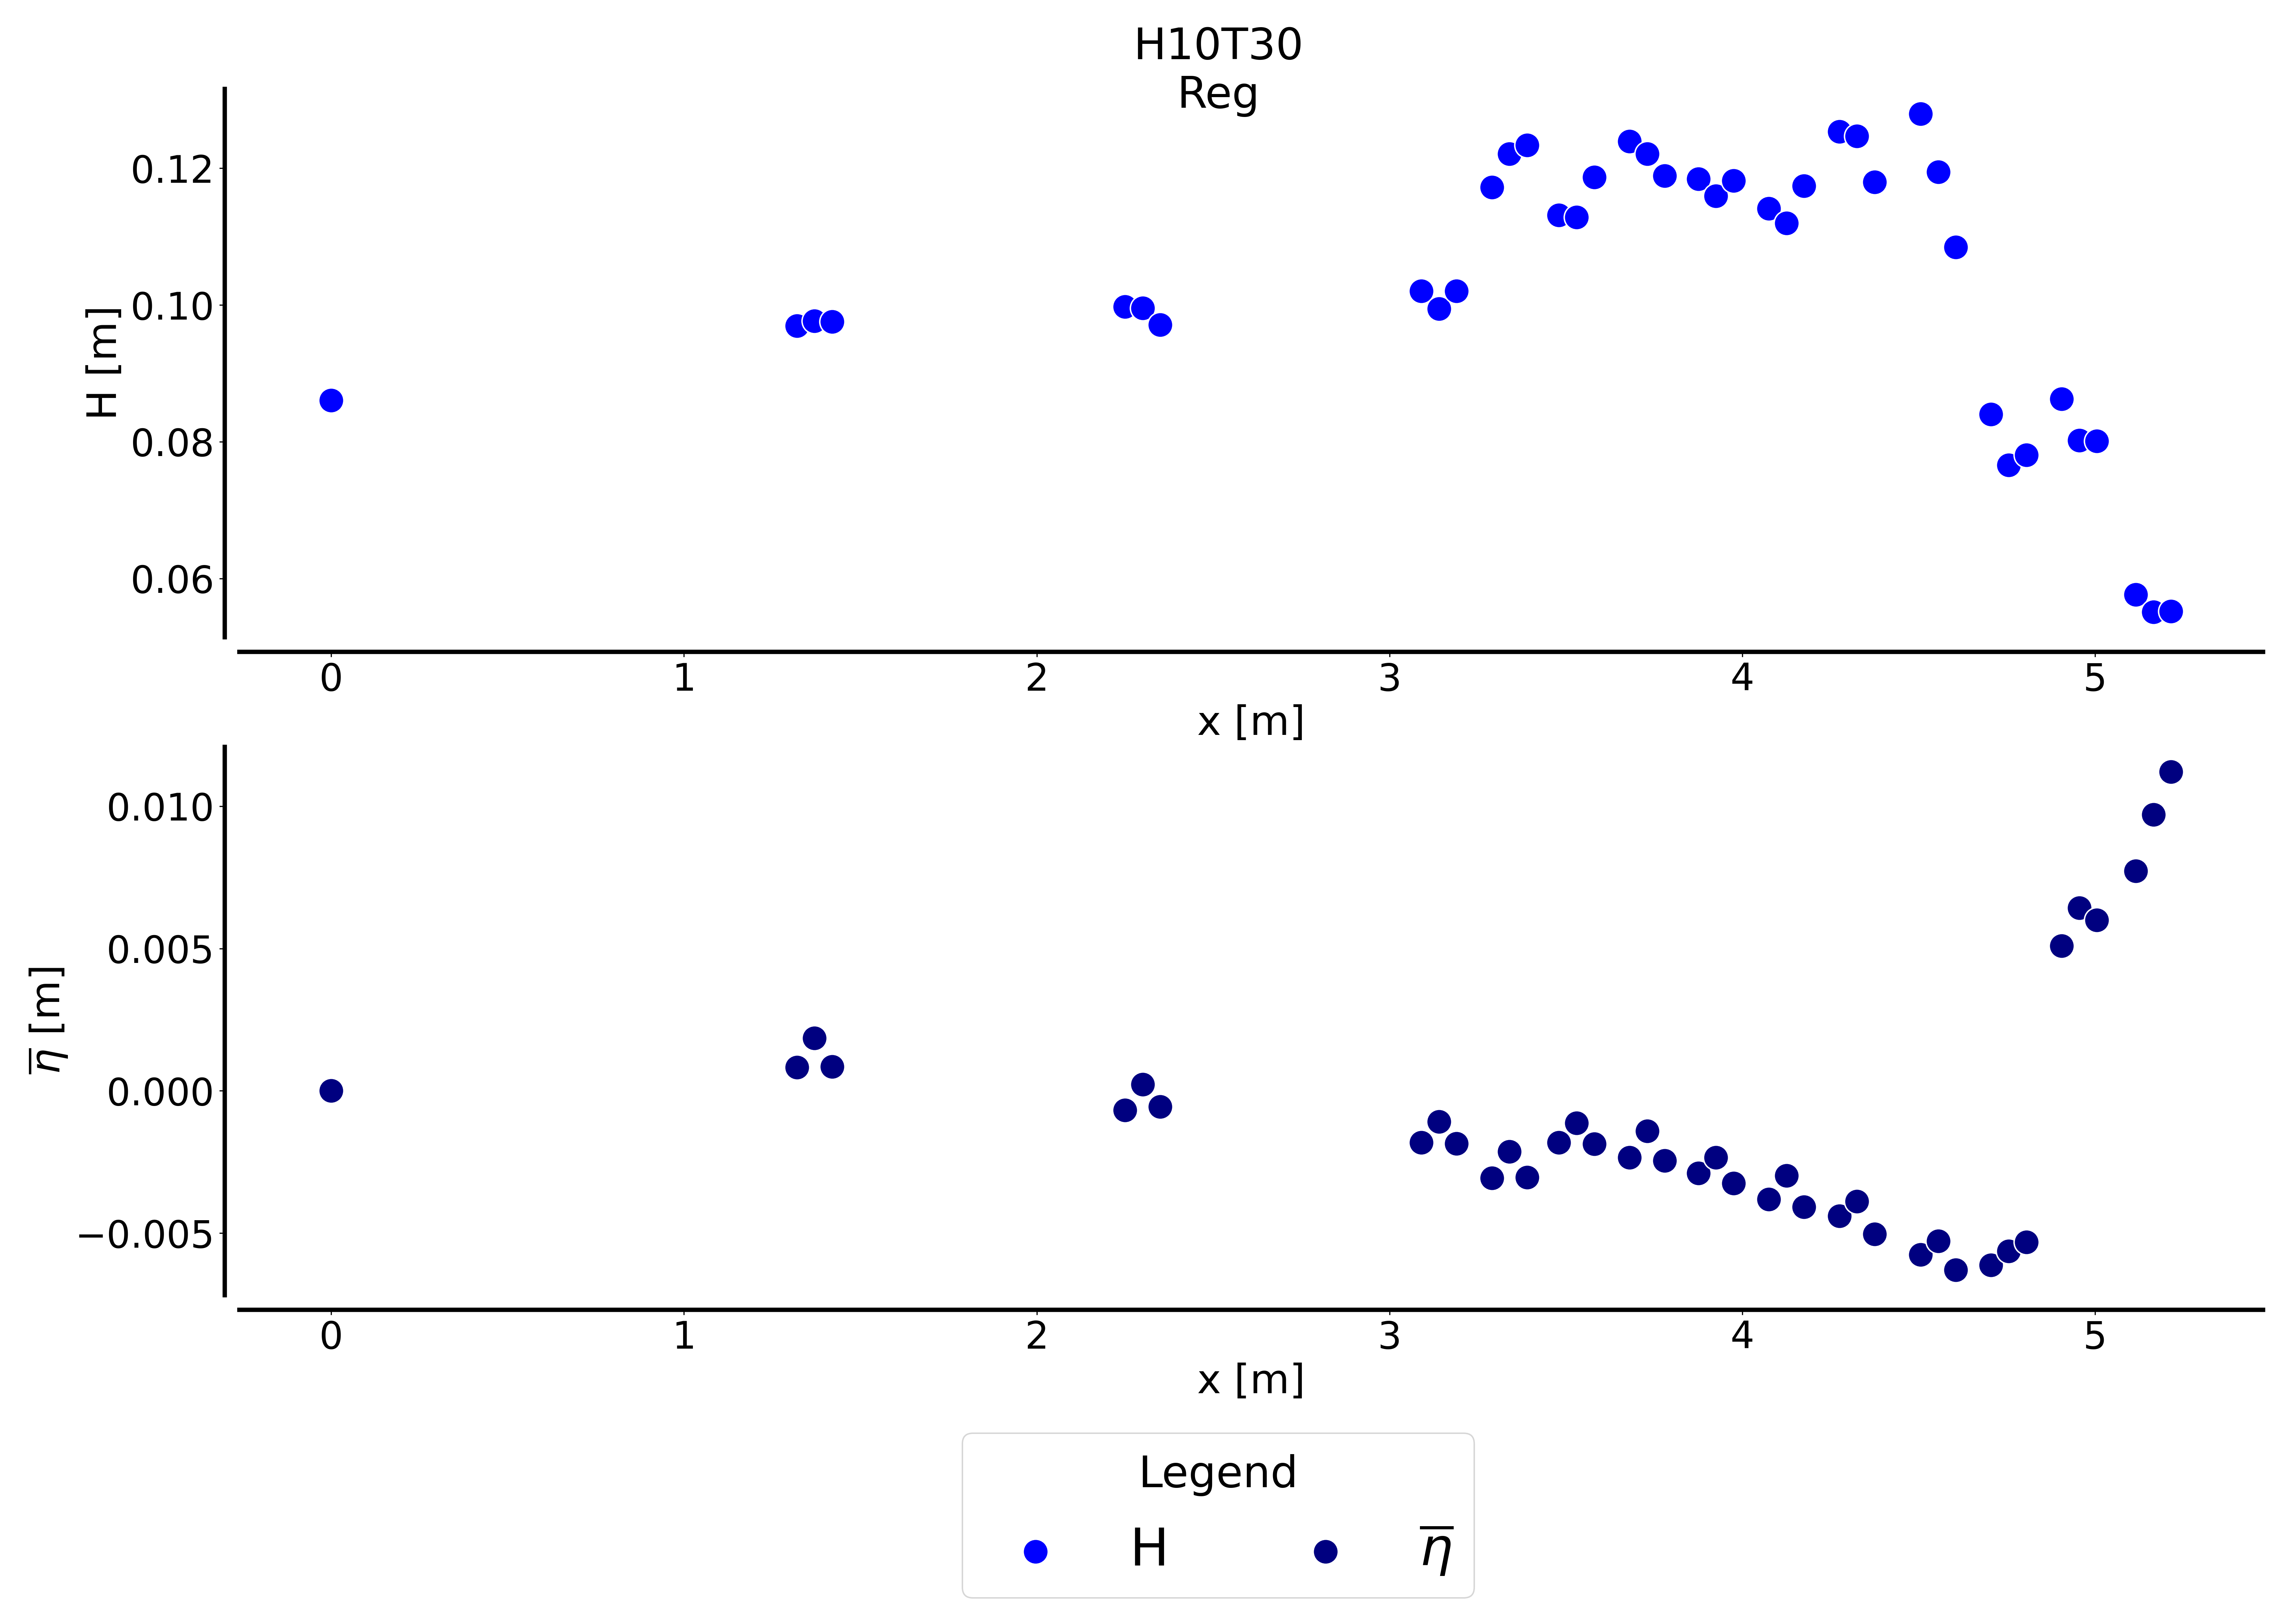 H10T30
Reg
H [m]
0.12
0.10
0.08
0.06
0 1 2 3 4 5
x [m]
η̅ [m]
0.010
0.005
0.000
−0.005
0 1 2 3 4 5
x [m]
Legend
H η̅